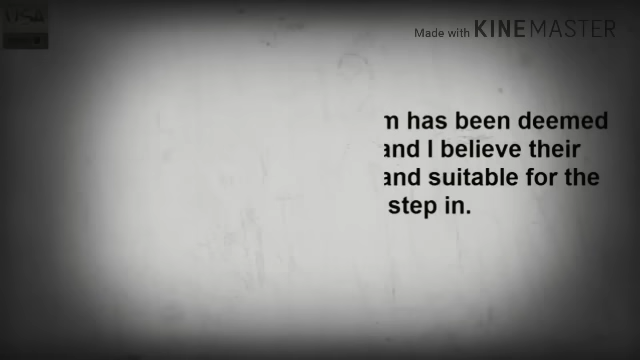 Made with KINEMASTER
m has been deemed
and I believe their
and suitable for the
step in.